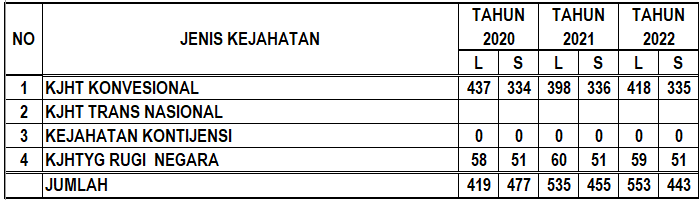 NO JENIS KEJAHATAN TAHUN 2020 TAHUN 2021 TAHUN 2022
L S L S L S
1 KJHT KONVESIONAL 437 334 398 336 418 335
2 KJHT TRANS NASIONAL
3 KEJAHATAN KONTIJENSI 0 0 0 0 0 0
4 KJHTYG RUGI NEGARA 58 51 60 51 59 51
JUMLAH 419 477 535 455 553 443